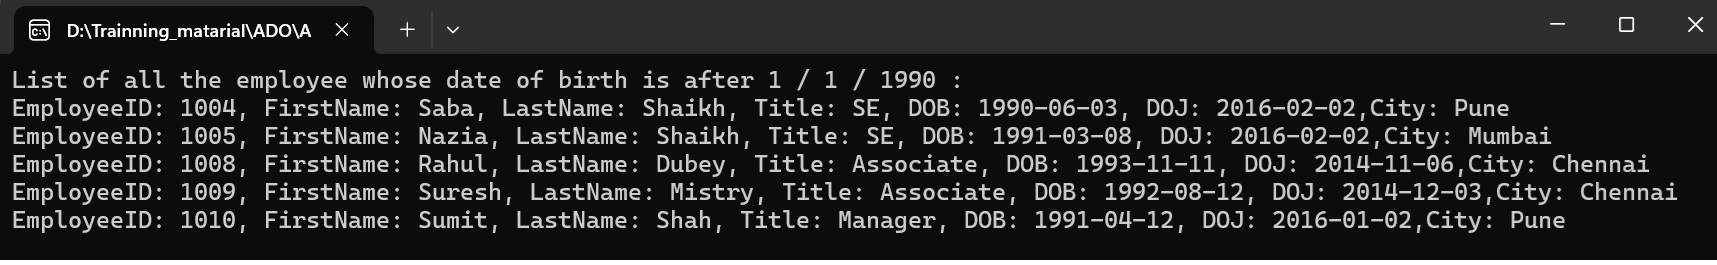 D:\Trainning_matarial\ADO\A
List of all the employee whose date of birth is after 1 / 1 / 1990 :
EmployeeID: 1004, FirstName: Saba, LastName: Shaikh, Title: SE, DOB: 1990-06-03, DOJ: 2016-02-02,City: Pune
EmployeeID: 1005, FirstName: Nazia, LastName: Shaikh, Title: SE, DOB: 1991-03-08, DOJ: 2016-02-02,City: Mumbai
EmployeeID: 1008, FirstName: Rahul, LastName: Dubey, Title: Associate, DOB: 1993-11-11, DOJ: 2014-11-06,City: Chennai
EmployeeID: 1009, FirstName: Suresh, LastName: Mistry, Title: Associate, DOB: 1992-08-12, DOJ: 2014-12-03,City: Chennai
EmployeeID: 1010, FirstName: Sumit, LastName: Shah, Title: Manager, DOB: 1991-04-12, DOJ: 2016-01-02,City: Pune